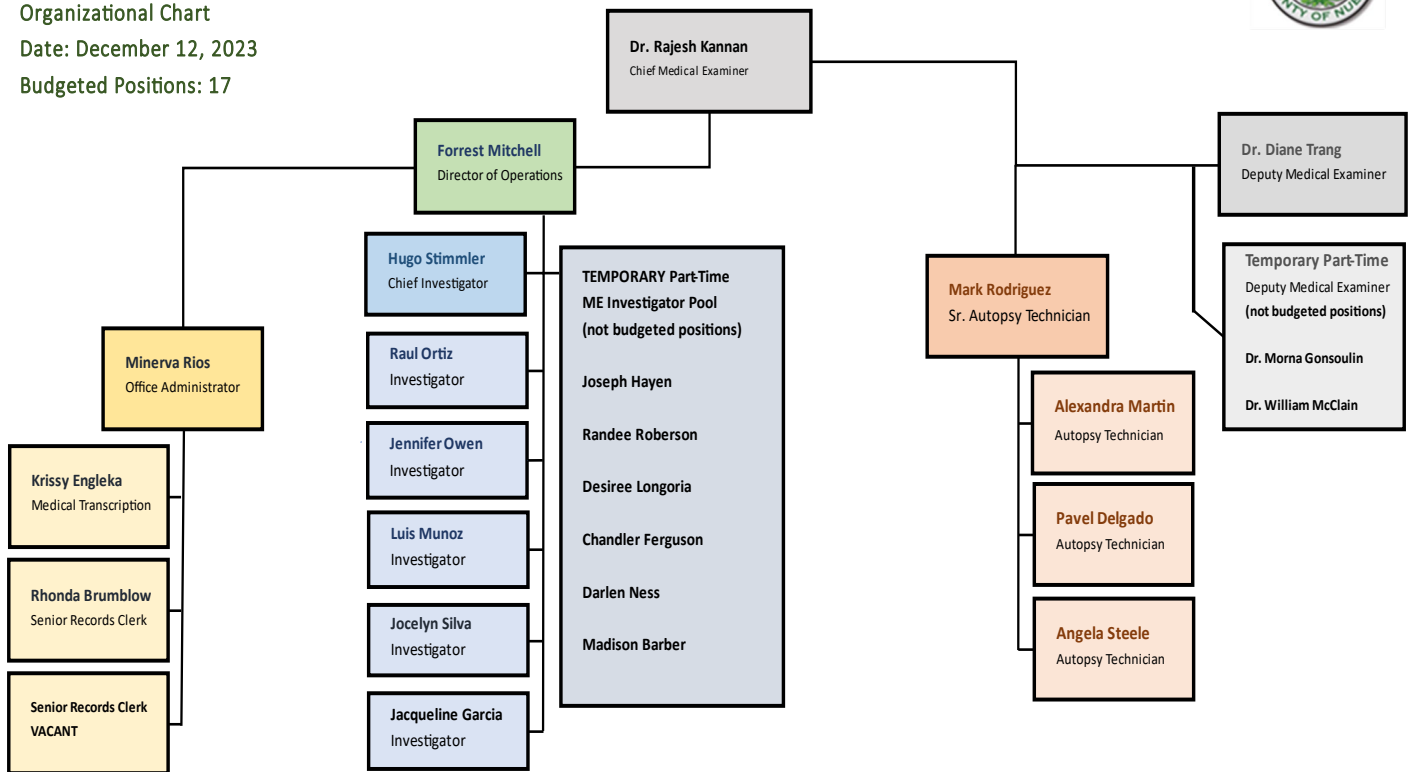 Organizational Chart
Date: December 12, 2023
Budgeted Positions: 17
NTY OF NUE
Dr. Rajesh Kannan
Chief Medical Examiner
Forrest Mitchell
Director of Operations
Dr. Diane Trang
Deputy Medical Examiner
Hugo Stimmler
Chief Investigator
TEMPORARY Part-Time
ME Investigator Pool
(not budgeted positions)
Joseph Hayen
Randee Roberson
Desiree Longoria
Chandler Ferguson
Darlen Ness
Madison Barber
Temporary Part-Time
Deputy Medical Examiner
(not budgeted positions)
Dr. Morna Gonsoulin
Dr. William McClain
Mark Rodriguez
Sr. Autopsy Technician
Minerva Rios
Office Administrator
Raul Ortiz
Investigator
Jennifer Owen
Investigator
Luis Munoz
Investigator
Jocelyn Silva
Investigator
Jacqueline Garcia
Investigator
Alexandra Martin
Autopsy Technician
Pavel Delgado
Autopsy Technician
Angela Steele
Autopsy Technician
Krissy Engleka
Medical Transcription
Rhonda Brumblow
Senior Records Clerk
Senior Records Clerk
VACANT